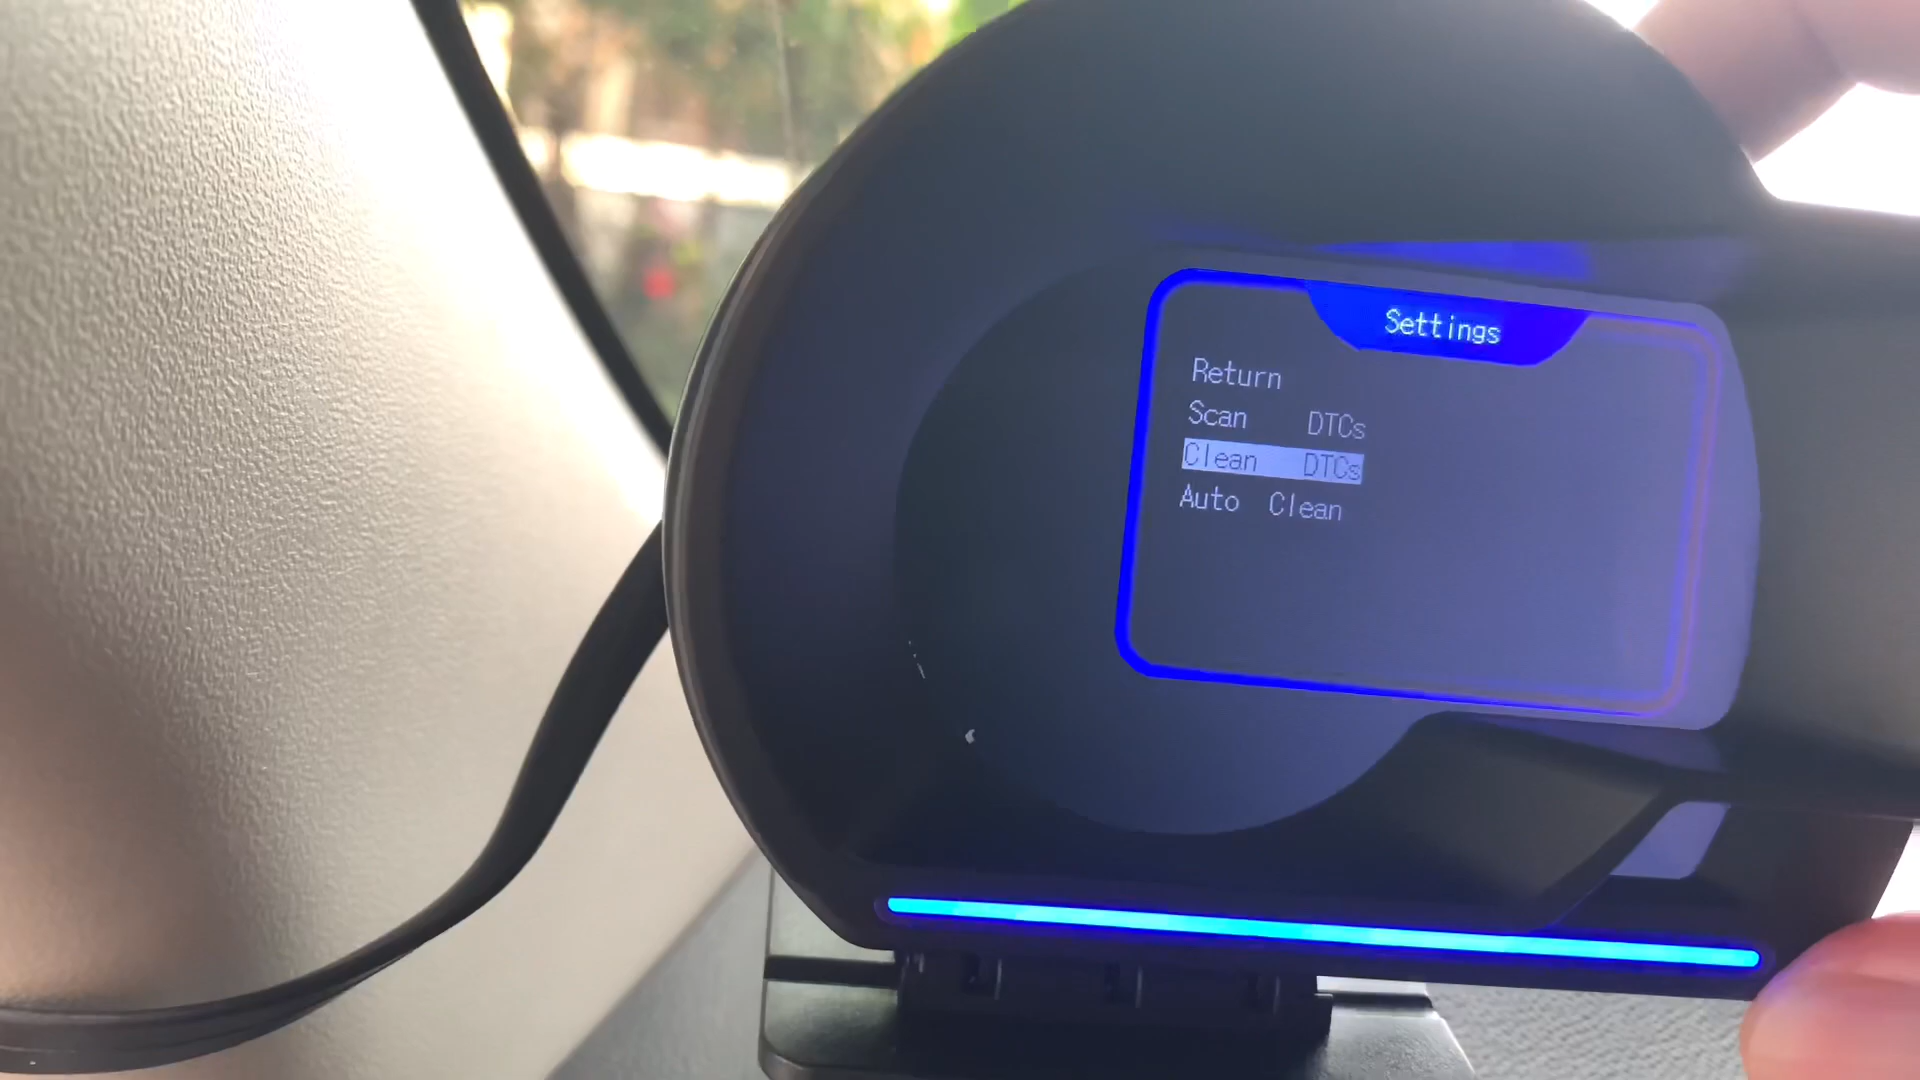 Settings
Return
Scan DTCs
Clean DTCs
Auto Clean